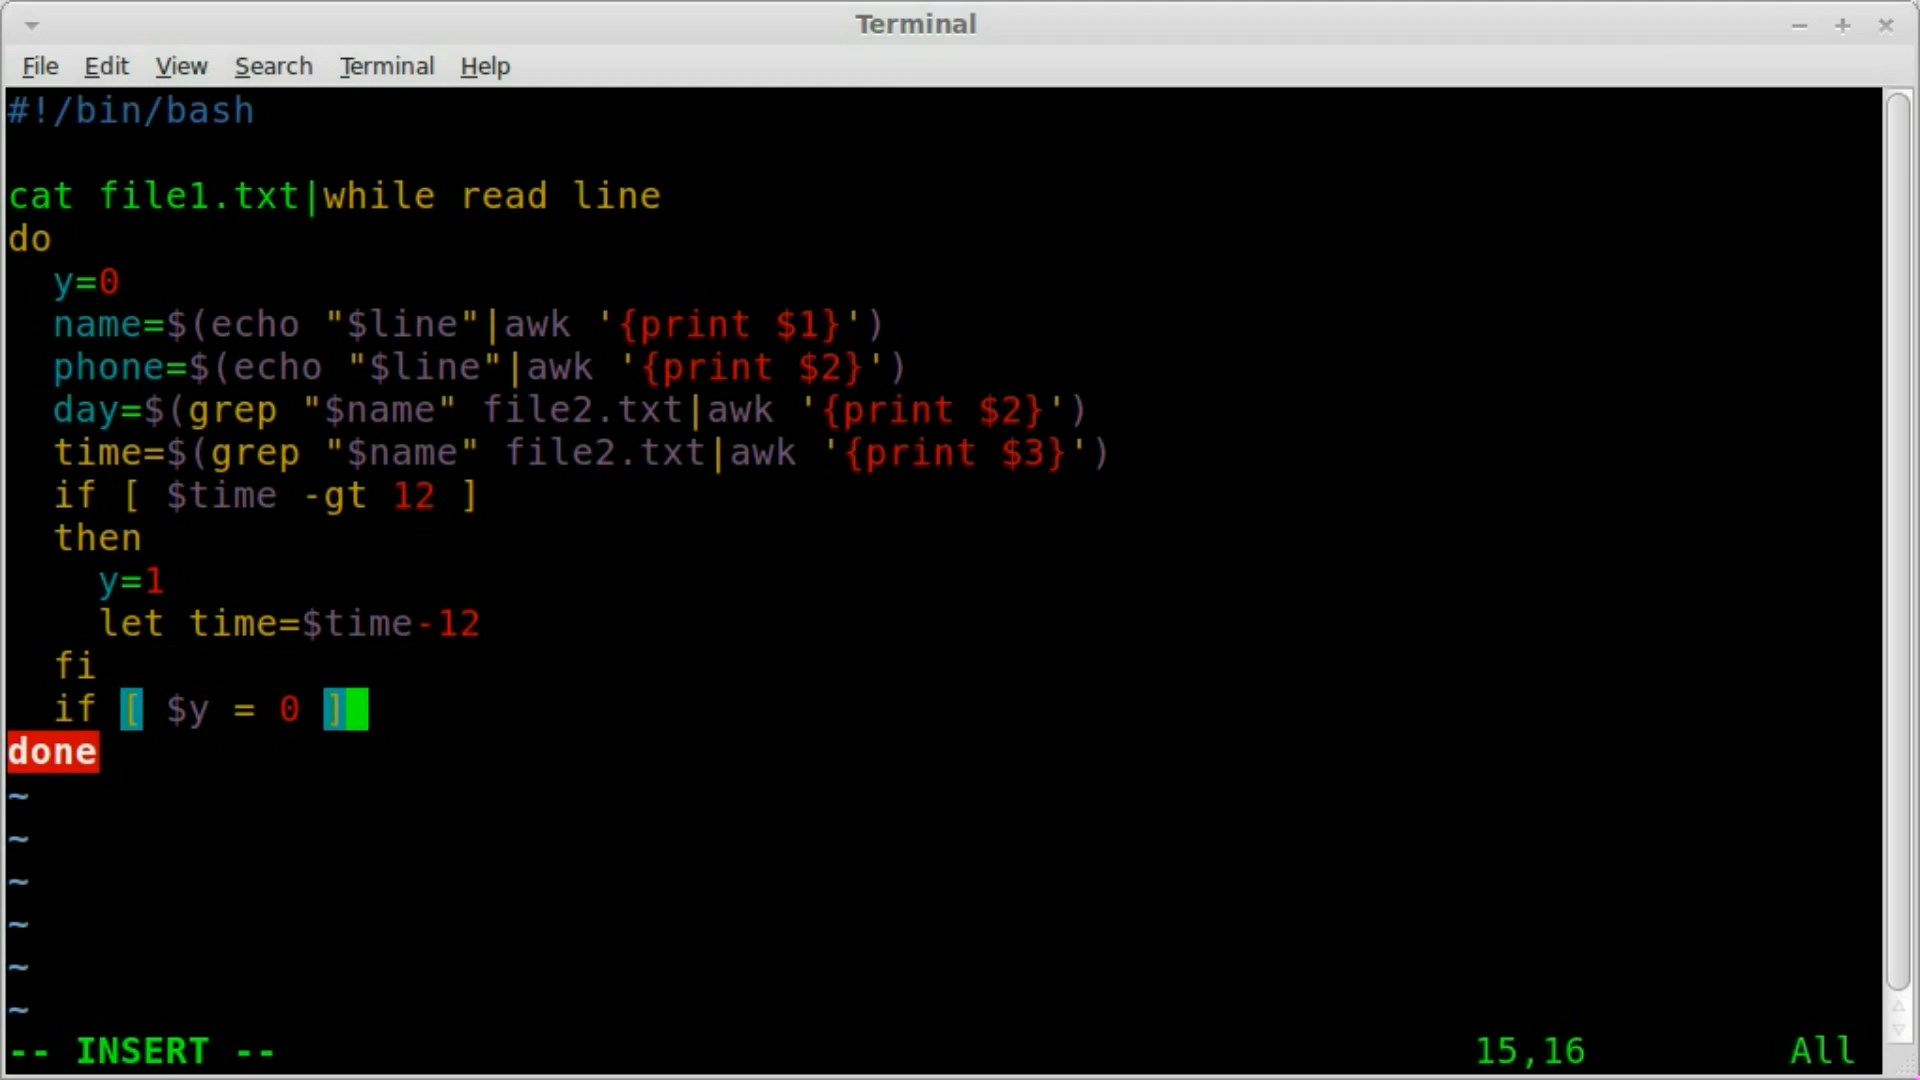 Terminal
File Edit View Search Terminal Help
#!/bin/bash
cat file1.txt|while read line
do
  y=0
  name=$(echo "$line"|awk '{print $1}')
  phone=$(echo "$line"|awk '{print $2}')
  day=$(grep "$name" file2.txt|awk '{print $2}')
  time=$(grep "$name" file2.txt|awk '{print $3}')
  if [ $time -gt 12 ]
  then
    y=1
    let time=$time-12
  fi
  if [ $y = 0 ]
done
~
~
~
~
~
~
-- INSERT -- 15,16 All